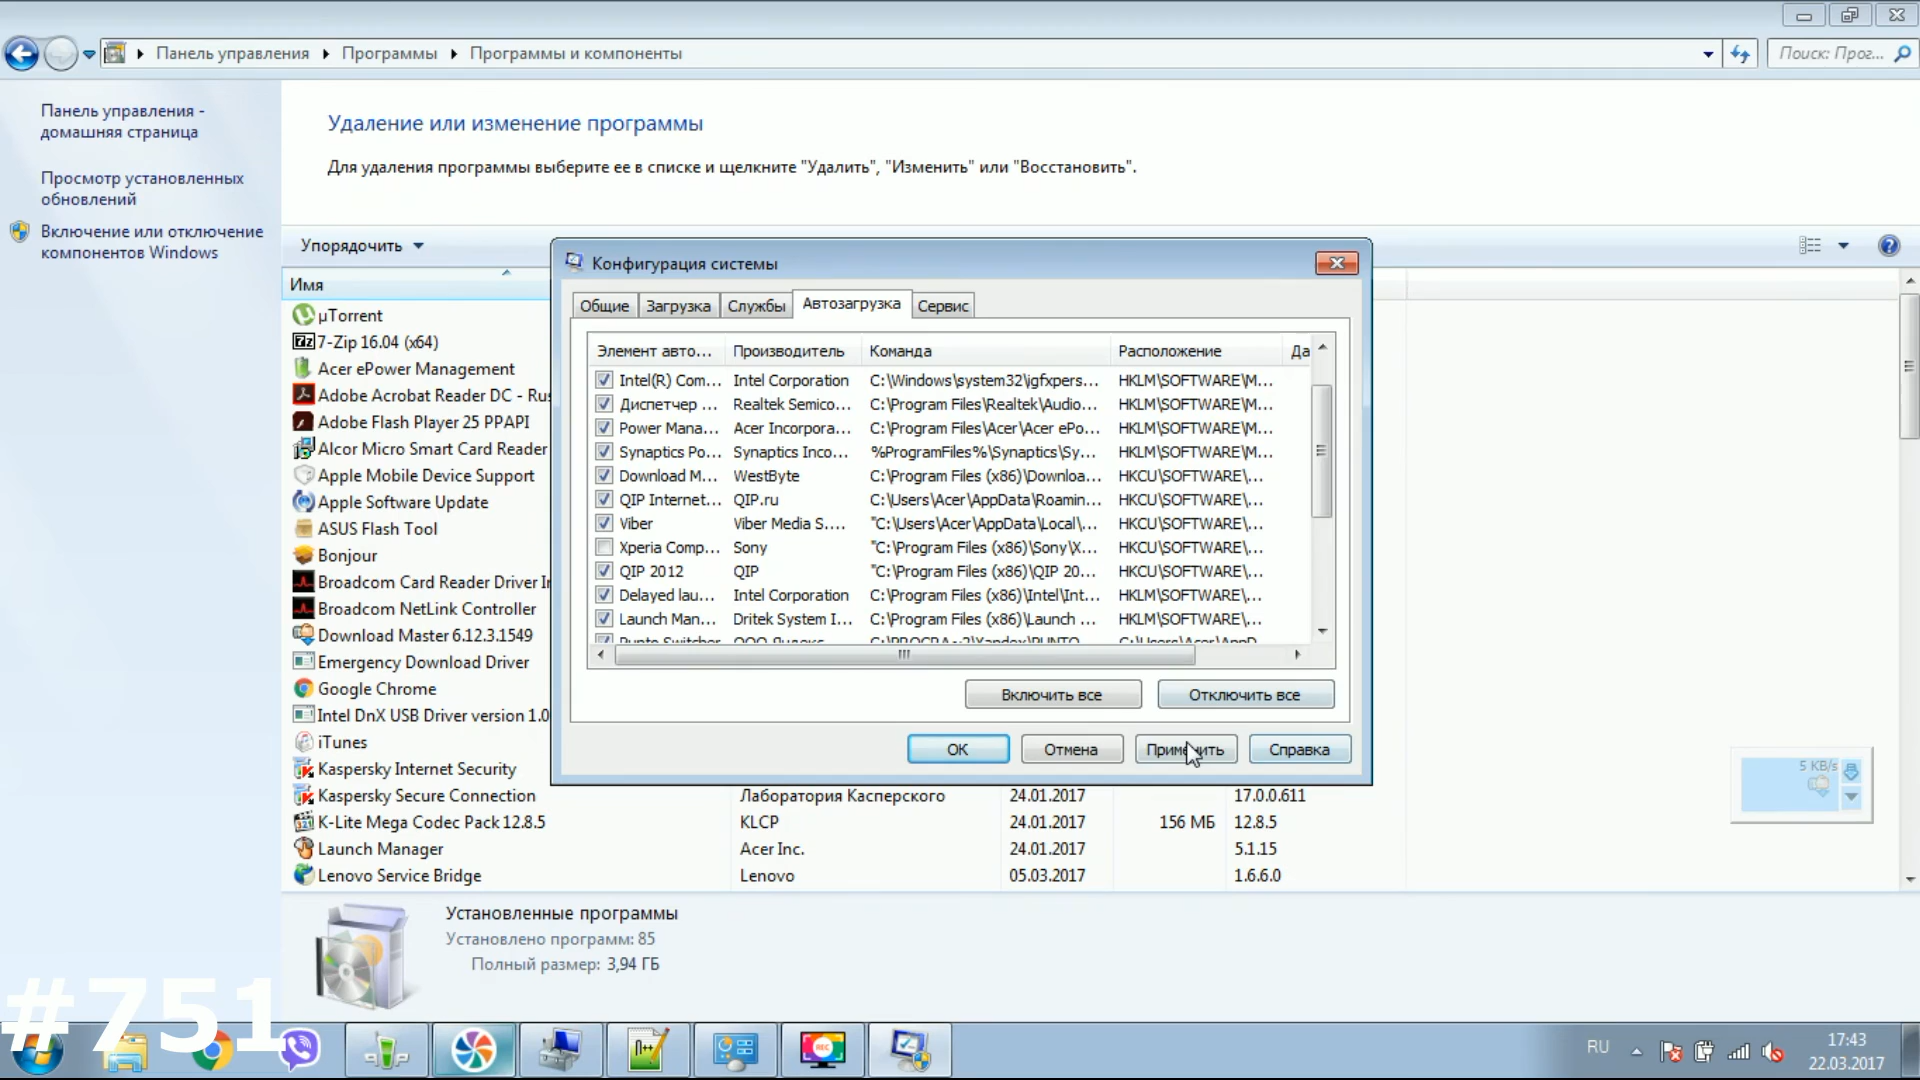 Панель управления
Программы
Программы и компоненты
Поиск: Прог...
Панель управления -
домашняя страница
Просмотр установленных
обновлений
Включение или отключение
компонентов Windows
Удаление или изменение программы
Для удаления программы выберите ее в списке и щелкните "Удалить", "Изменить" или "Восстановить".
Упорядочить
Имя
µTorrent
7-Zip 16.04 (x64)
Acer ePower Management
Adobe Acrobat Reader DC - Rus
Adobe Flash Player 25 PPAPI
Alcor Micro Smart Card Reader
Apple Mobile Device Support
Apple Software Update
ASUS Flash Tool
Bonjour
Broadcom Card Reader Driver In
Broadcom NetLink Controller
Download Master 6.12.3.1549
Emergency Download Driver
Google Chrome
Intel DnX USB Driver version 1.0
iTunes
Kaspersky Internet Security
Kaspersky Secure Connection Лаборатория Касперского 24.01.2017 17.0.0.611
K-Lite Mega Codec Pack 12.8.5 KLCP 24.01.2017 156 МБ 12.8.5
Launch Manager Acer Inc. 24.01.2017 5.1.15
Lenovo Service Bridge Lenovo 05.03.2017 1.6.6.0
Конфигурация системы
Общие Загрузка Службы Автозагрузка Сервис
Элемент авто... Производитель Команда Расположение Да
Intel(R) Com... Intel Corporation C:\Windows\system32\igfxpers... HKLM\SOFTWARE\M...
Диспетчер ... Realtek Semico... C:\Program Files\Realtek\Audio... HKLM\SOFTWARE\M...
Power Mana... Acer Incorpora... C:\Program Files\Acer\Acer ePo... HKLM\SOFTWARE\M...
Synaptics Po... Synaptics Inco... %ProgramFiles%\Synaptics\Sy... HKLM\SOFTWARE\M...
Download M... WestByte C:\Program Files (x86)\Downloa... HKCU\SOFTWARE\...
QIP Internet... QIP.ru C:\Users\Acer\AppData\Roamin... HKCU\SOFTWARE\...
Viber Viber Media S.... "C:\Users\Acer\AppData\Local\... HKCU\SOFTWARE\...
Xperia Comp... Sony "C:\Program Files (x86)\Sony\X... HKCU\SOFTWARE\...
QIP 2012 QIP "C:\Program Files (x86)\QIP 20... HKCU\SOFTWARE\...
Delayed lau... Intel Corporation C:\Program Files (x86)\Intel\Int... HKLM\SOFTWARE\...
Launch Man... Dritek System I... C:\Program Files (x86)\Launch ... HKLM\SOFTWARE\...
Punto Switcher ООО Яндекс C:\PROGRA~2\Yandex\PUNTO... C:\Users\Acer\AppD...
Включить все Отключить все
OK Отмена Применить Справка
5 KB/s
Установленные программы
Установлено программ: 85
Полный размер: 3,94 ГБ
#751
RU
17:43
22.03.2017